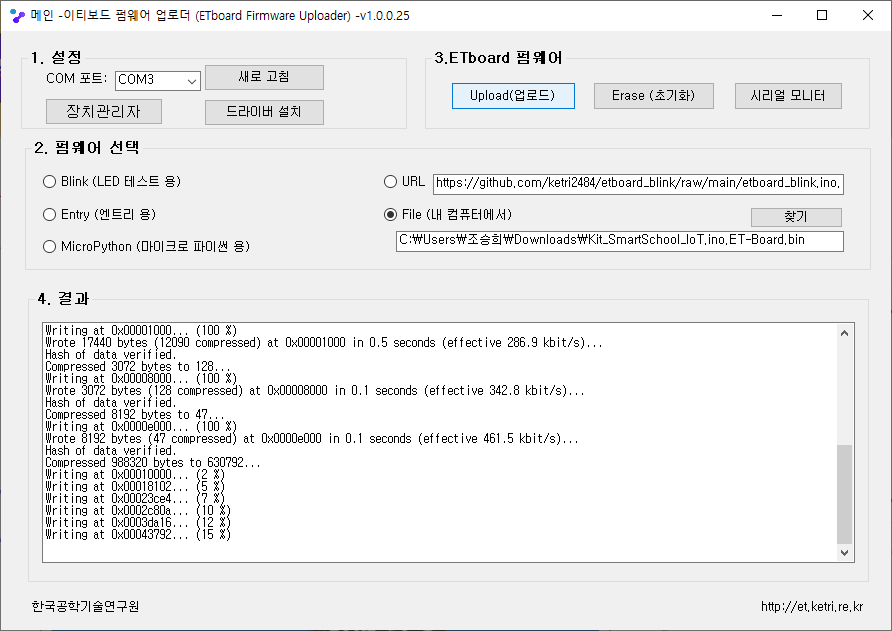 메인 -이티보드 펌웨어 업로더 (ETboard Firmware Uploader) -v1.0.0.25
1. 설정
COM 포트: COM3 새로 고침
장치관리자 드라이버 설치
3.ETboard 펌웨어
Upload(업로드) Erase (초기화) 시리얼 모니터
2. 펌웨어 선택
Blink (LED 테스트 용)
Entry (엔트리 용)
MicroPython (마이크로 파이썬 용)
URL https://github.com/ketri2484/etboard_blink/raw/main/etboard_blink.ino.
File (내 컴퓨터에서) 찾기
C:₩Users₩조승희₩Downloads₩Kit_SmartSchool_IoT.ino.ET-Board.bin
4. 결과
Writing at 0x00001000... (100 %)
Wrote 17440 bytes (12090 compressed) at 0x00001000 in 0.5 seconds (effective 286.9 kbit/s)...
Hash of data verified.
Compressed 3072 bytes to 128...
Writing at 0x00008000... (100 %)
Wrote 3072 bytes (128 compressed) at 0x00008000 in 0.1 seconds (effective 342.8 kbit/s)...
Hash of data verified.
Compressed 8192 bytes to 47...
Writing at 0x0000e000... (100 %)
Wrote 8192 bytes (47 compressed) at 0x0000e000 in 0.1 seconds (effective 461.5 kbit/s)...
Hash of data verified.
Compressed 988320 bytes to 630792...
Writing at 0x00010000... (2 %)
Writing at 0x00018102... (5 %)
Writing at 0x00023ce4... (7 %)
Writing at 0x0002c80a... (10 %)
Writing at 0x0003da16... (12 %)
Writing at 0x00043792... (15 %)
한국공학기술연구원
http://et.ketri.re.kr